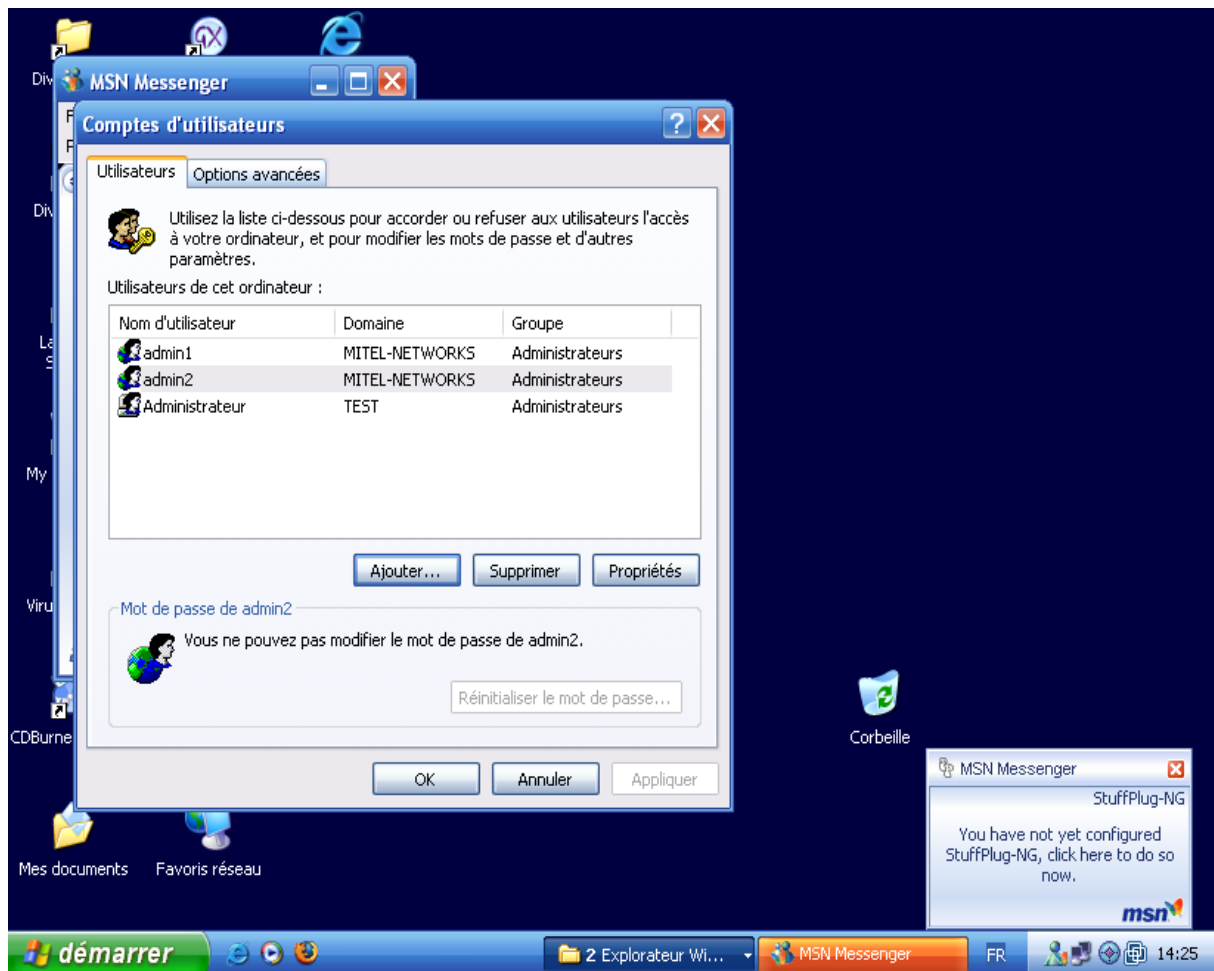 Div
MSN Messenger
F
Comptes d'utilisateurs
F
Utilisateurs
Options avancées
Div
Utilisez la liste ci-dessous pour accorder ou refuser aux utilisateurs l'accès
à votre ordinateur, et pour modifier les mots de passe et d'autres
paramètres.
Utilisateurs de cet ordinateur :
Nom d'utilisateur Domaine Groupe
admin1 MITEL-NETWORKS Administrateurs
admin2 MITEL-NETWORKS Administrateurs
Administrateur TEST Administrateurs
La
S
My
Ajouter... Supprimer Propriétés
Viru
Mot de passe de admin2
Vous ne pouvez pas modifier le mot de passe de admin2.
Réinitialiser le mot de passe...
CDBurne
Corbeille
OK Annuler Appliquer
MSN Messenger
StuffPlug-NG
You have not yet configured
StuffPlug-NG, click here to do so
now.
msn
Mes documents
Favoris réseau
démarrer
2 Explorateur Wi...
MSN Messenger
FR
14:25